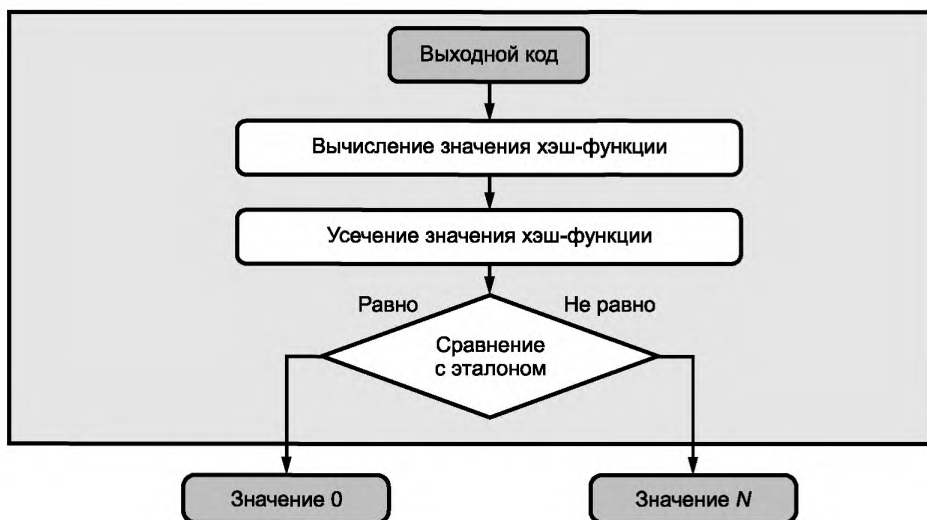 Выходной код
Вычисление значения хэш-функции
Усечение значения хэш-функции
Равно
Не равно
Сравнение
с эталоном
Значение 0
Значение N